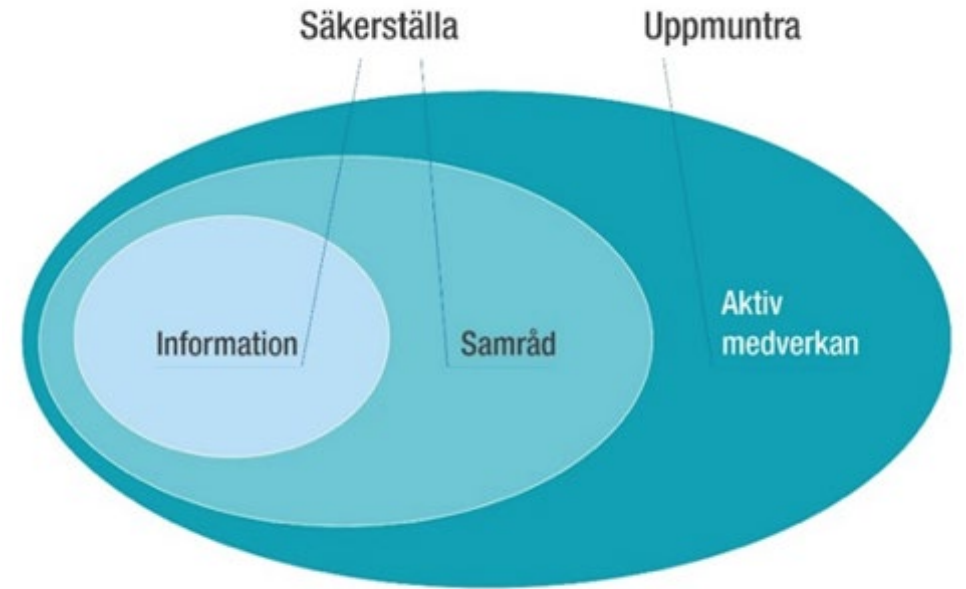 Säkerställa
Uppmuntra
Information
Samråd
Aktiv
medverkan